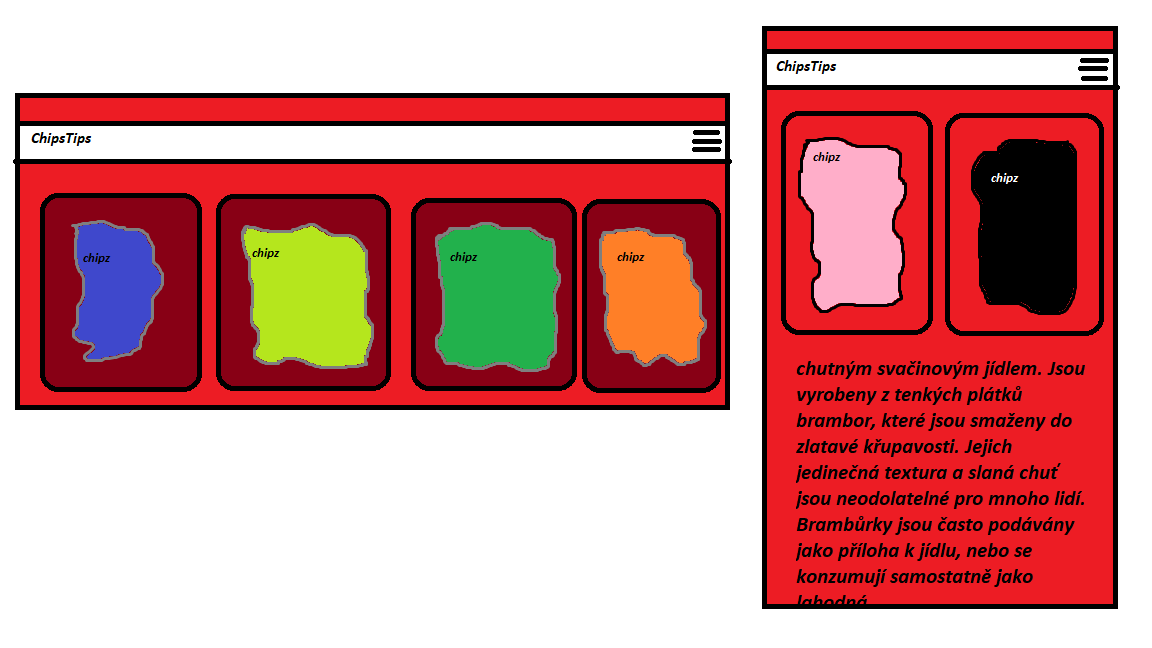 ChipsTips
chipz
chipz
chipz
chipz
ChipsTips
chipz
chipz
chutným svačinovým jídlem. Jsou
vyrobeny z tenkých plátků
brambor, které jsou smaženy do
zlatavé křupavosti. Jejich
jedinečná textura a slaná chuť
jsou neodolatelné pro mnoho lidí.
Brambůrky jsou často podávány
jako příloha k jídlu, nebo se
konzumují samostatně jako
lahodná